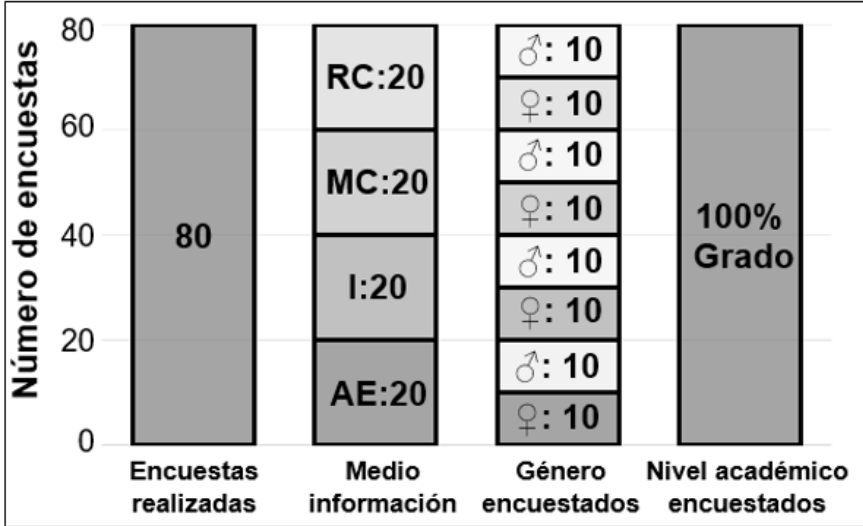 Número de encuestas
80
60
40
20
0
80
RC:20
MC:20
I:20
AE:20
♂: 10
♀: 10
♂: 10
♀: 10
♂: 10
♀: 10
♂: 10
♀: 10
100%
Grado
Encuestas
realizadas
Medio
información
Género
encuestados
Nivel académico
encuestados